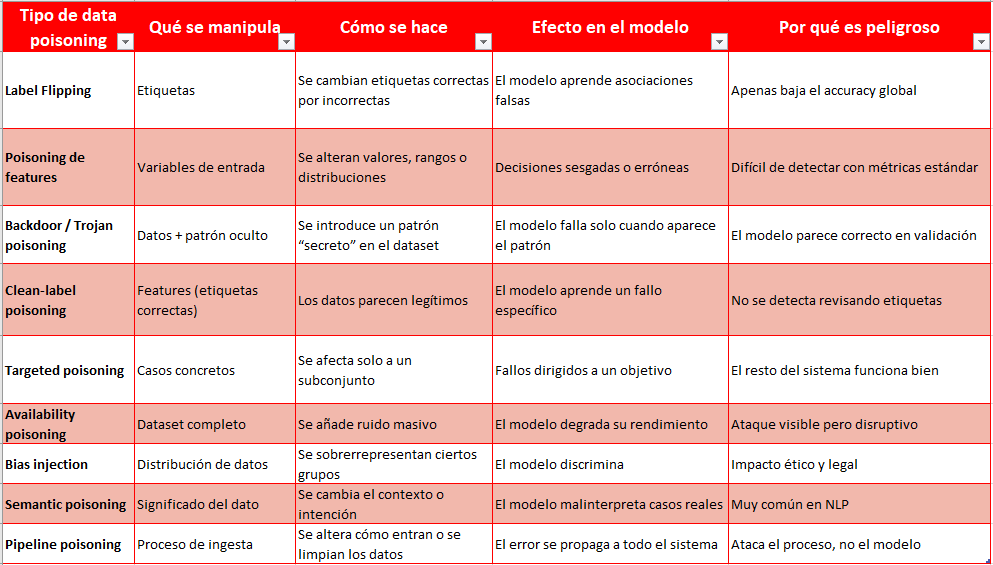 Tipo de data
poisoning
Qué se manipula
Cómo se hace
Efecto en el modelo
Por qué es peligroso
Label Flipping
Etiquetas
Se cambian etiquetas correctas
por incorrectas
El modelo aprende asociaciones
falsas
Apenas baja el accuracy global
Poisoning de
features
Variables de entrada
Se alteran valores, rangos o
distribuciones
Decisiones sesgadas o erróneas
Difícil de detectar con métricas estándar
Backdoor / Trojan
poisoning
Datos + patrón oculto
Se introduce un patrón
“secreto” en el dataset
El modelo falla solo cuando aparece
el patrón
El modelo parece correcto en validación
Clean-label
poisoning
Features (etiquetas
correctas)
Los datos parecen legítimos
El modelo aprende un fallo
específico
No se detecta revisando etiquetas
Targeted poisoning
Casos concretos
Se afecta solo a un
subconjunto
Fallos dirigidos a un objetivo
El resto del sistema funciona bien
Availability
poisoning
Dataset completo
Se añade ruido masivo
El modelo degrada su rendimiento
Ataque visible pero disruptivo
Bias injection
Distribución de datos
Se sobrerrepresentan ciertos
grupos
El modelo discrimina
Impacto ético y legal
Semantic poisoning
Significado del dato
Se cambia el contexto o
intención
El modelo malinterpreta casos reales
Muy común en NLP
Pipeline poisoning
Proceso de ingesta
Se altera cómo entran o se
limpian los datos
El error se propaga a todo el sistema
Ataca el proceso, no el modelo